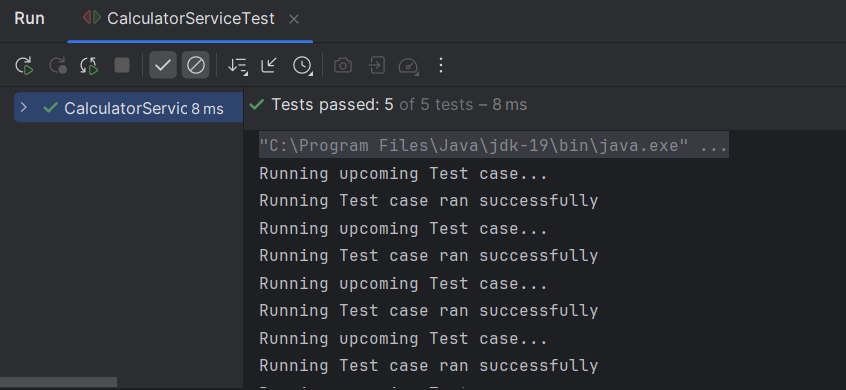 Run CalculatorServiceTest
CalculatorServic 8 ms
Tests passed: 5 of 5 tests – 8 ms
"C:\Program Files\Java\jdk-19\bin\java.exe" ...
Running upcoming Test case...
Running Test case ran successfully
Running upcoming Test case...
Running Test case ran successfully
Running upcoming Test case...
Running Test case ran successfully
Running upcoming Test case...
Running Test case ran successfully